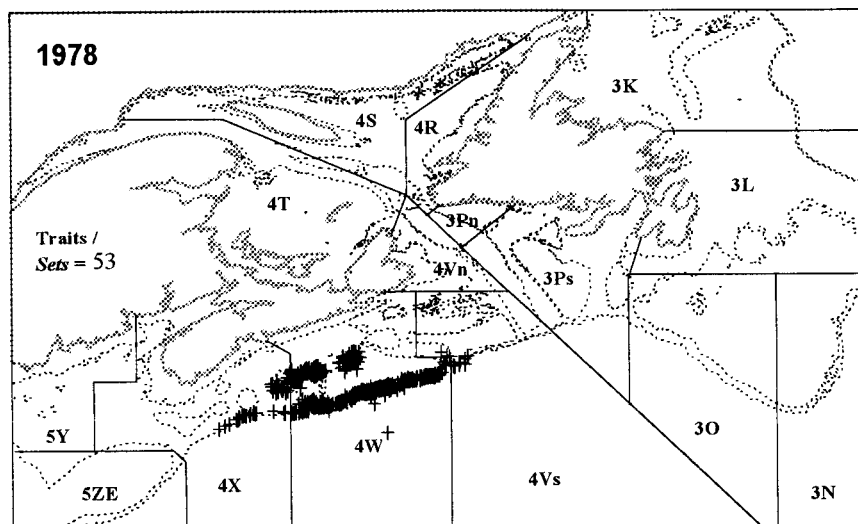 1978
3K
4S
4R
3L
4T
3Pn
Traits /
Sets = 53
4Vn
3Ps
5Y
4W
3O
5ZE
4X
4Vs
3N